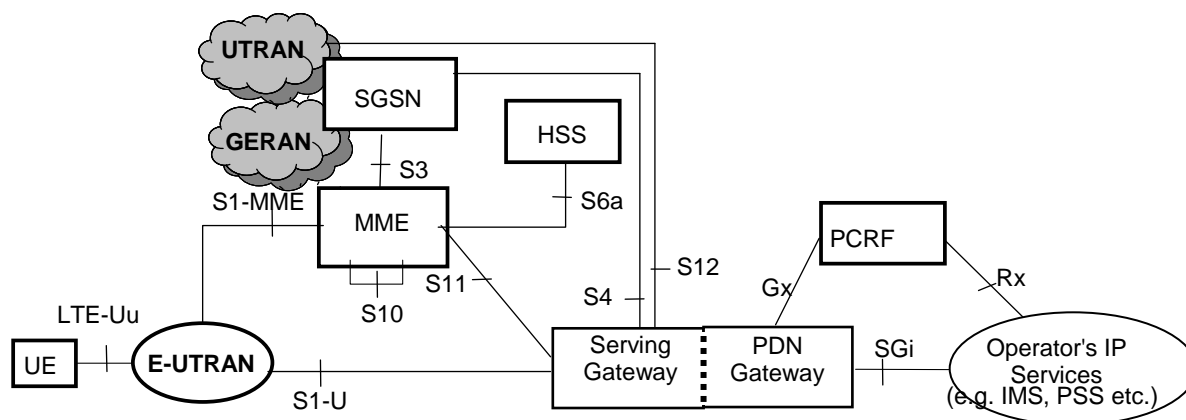 UTRAN
SGSN
GERAN
HSS
S3
S1-MME
S6a
MME
PCRF
S11
S12
S10
S4
Gx
Rx
LTE-Uu
UE
E-UTRAN
S1-U
Serving
Gateway
PDN
Gateway
SGi
Operator's IP
Services
(e.g. IMS, PSS etc.)